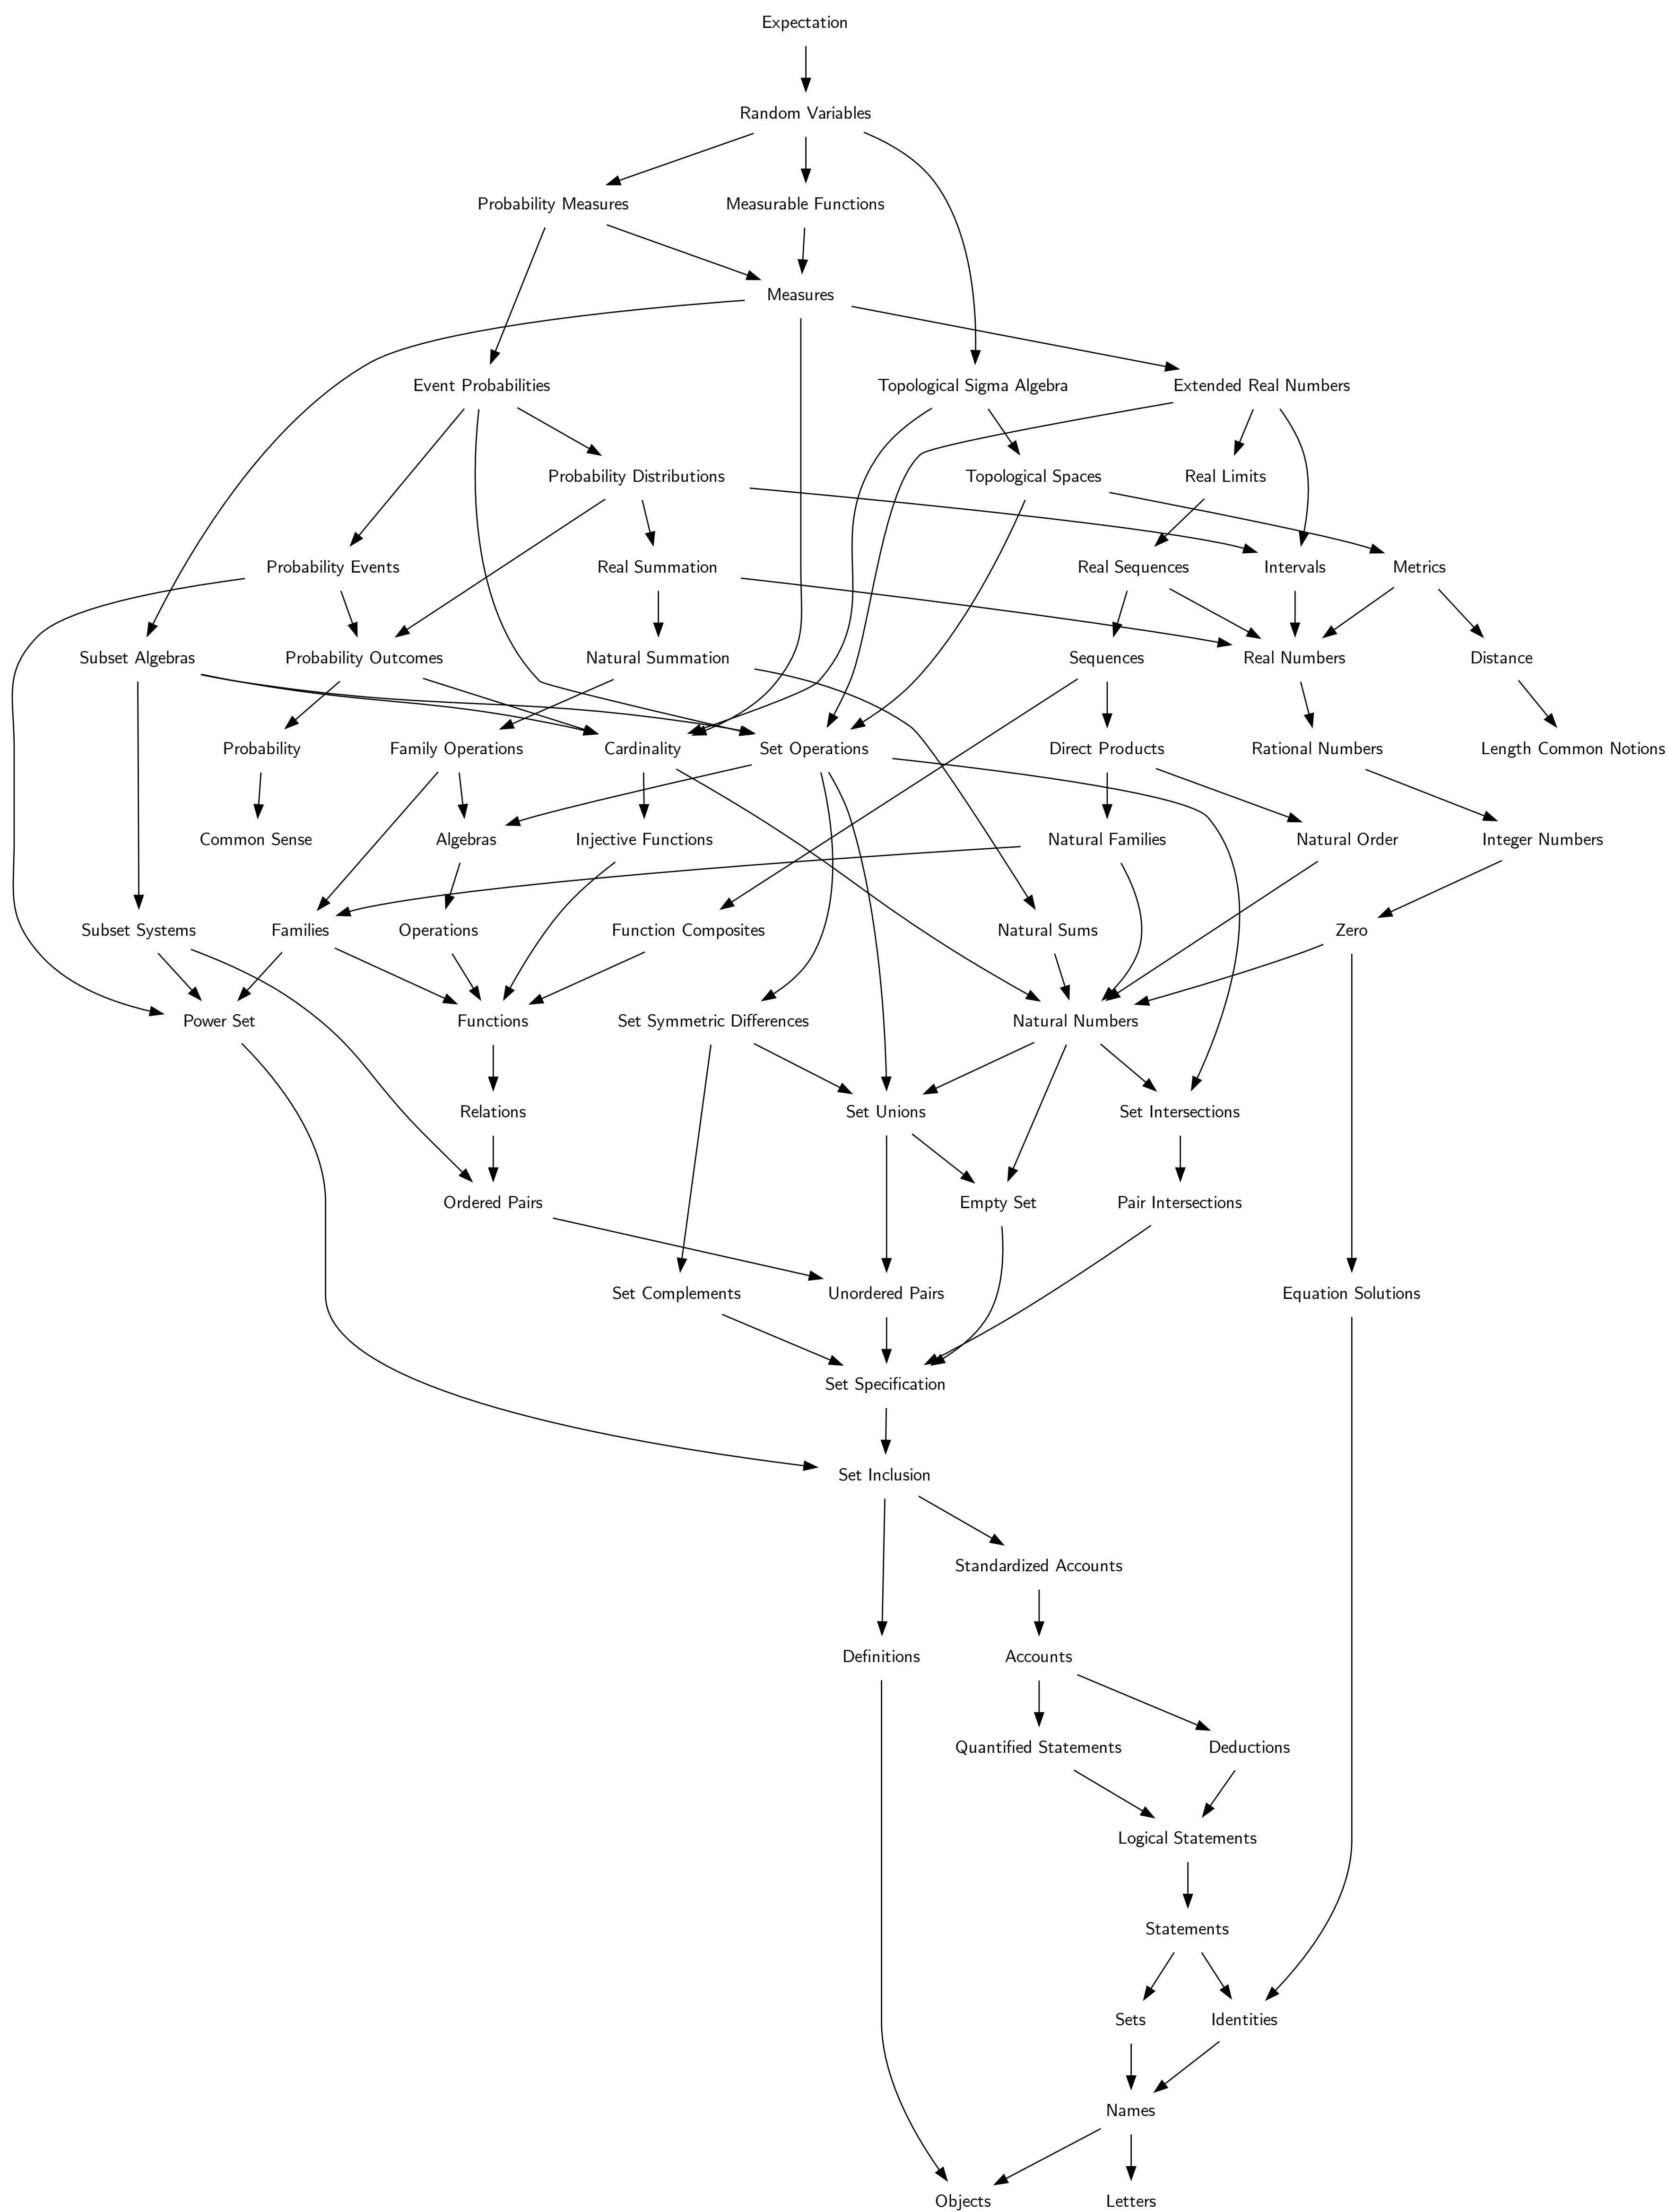 Expectation
Random Variables
Probability Measures
Measurable Functions
Measures
Event Probabilities
Topological Sigma Algebra
Extended Real Numbers
Probability Distributions
Topological Spaces
Real Limits
Probability Events
Real Summation
Real Sequences
Intervals
Metrics
Subset Algebras
Probability Outcomes
Natural Summation
Sequences
Real Numbers
Distance
Probability
Family Operations
Cardinality
Set Operations
Direct Products
Rational Numbers
Length Common Notions
Common Sense
Algebras
Injective Functions
Natural Families
Natural Order
Integer Numbers
Subset Systems
Families
Operations
Function Composites
Natural Sums
Zero
Power Set
Functions
Set Symmetric Differences
Natural Numbers
Relations
Set Unions
Set Intersections
Ordered Pairs
Empty Set
Pair Intersections
Set Complements
Unordered Pairs
Equation Solutions
Set Specification
Set Inclusion
Standardized Accounts
Definitions
Accounts
Quantified Statements
Deductions
Logical Statements
Statements
Sets
Identities
Names
Objects
Letters